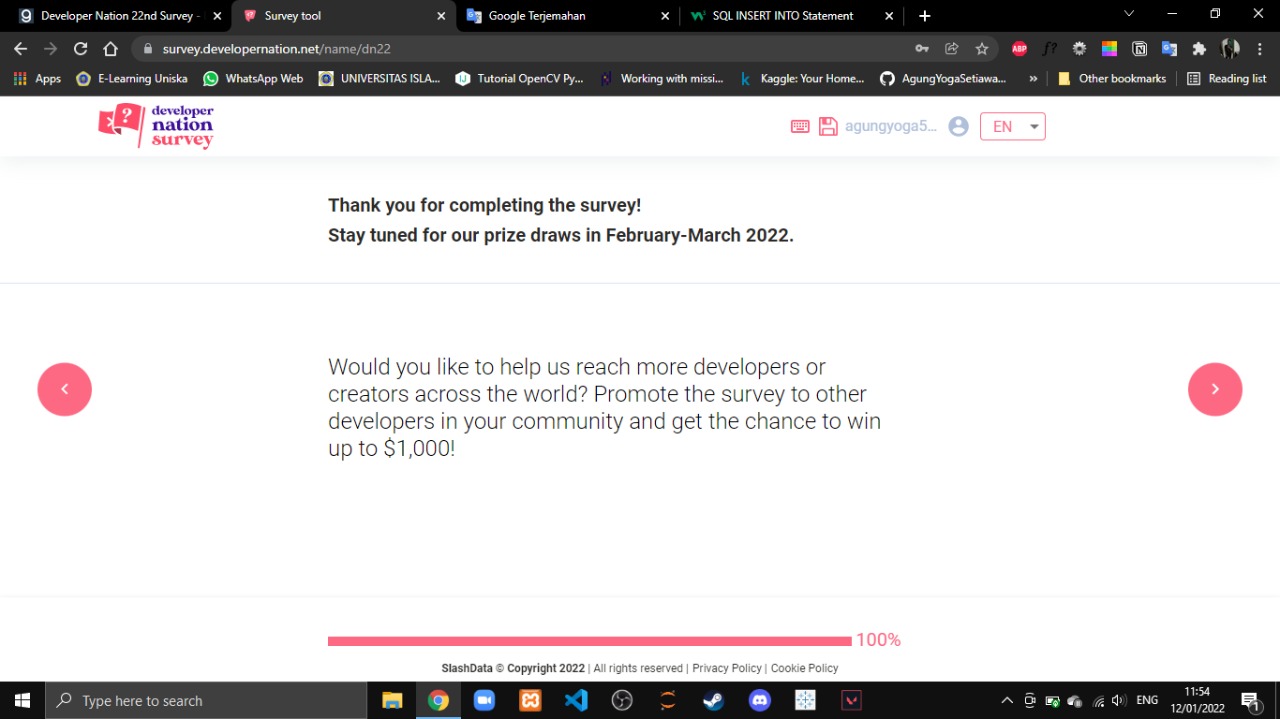 Developer Nation 22nd Survey -
Survey tool
Google Terjemahan
SQL INSERT INTO Statement
survey.developernation.net/name/dn22
ABP
f?
Apps
E-Learning Uniska
WhatsApp Web
UNIVERSITAS ISLA...
Tutorial OpenCV Py...
Working with missi...
Kaggle: Your Home...
AgungYogaSetiawa...
»
Other bookmarks
Reading list
developer
nation
survey
agungyoga5...
EN
Thank you for completing the survey!
Stay tuned for our prize draws in February-March 2022.
Would you like to help us reach more developers or
creators across the world? Promote the survey to other
developers in your community and get the chance to win
up to $1,000!
100%
SlashData © Copyright 2022 | All rights reserved | Privacy Policy | Cookie Policy
Type here to search
ENG
11:54
12/01/2022
1